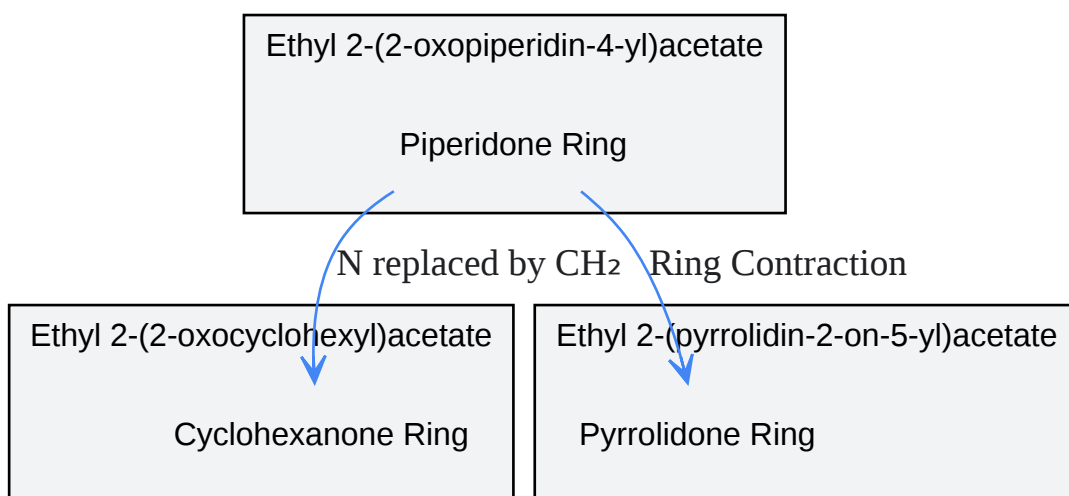 Ethyl 2-(2-oxopiperidin-4-yl)acetate
Piperidone Ring
N replaced by CH₂
Ring Contraction
Ethyl 2-(2-oxocyclohexyl)acetate
Cyclohexanone Ring
Ethyl 2-(pyrrolidin-2-on-5-yl)acetate
Pyrrolidone Ring